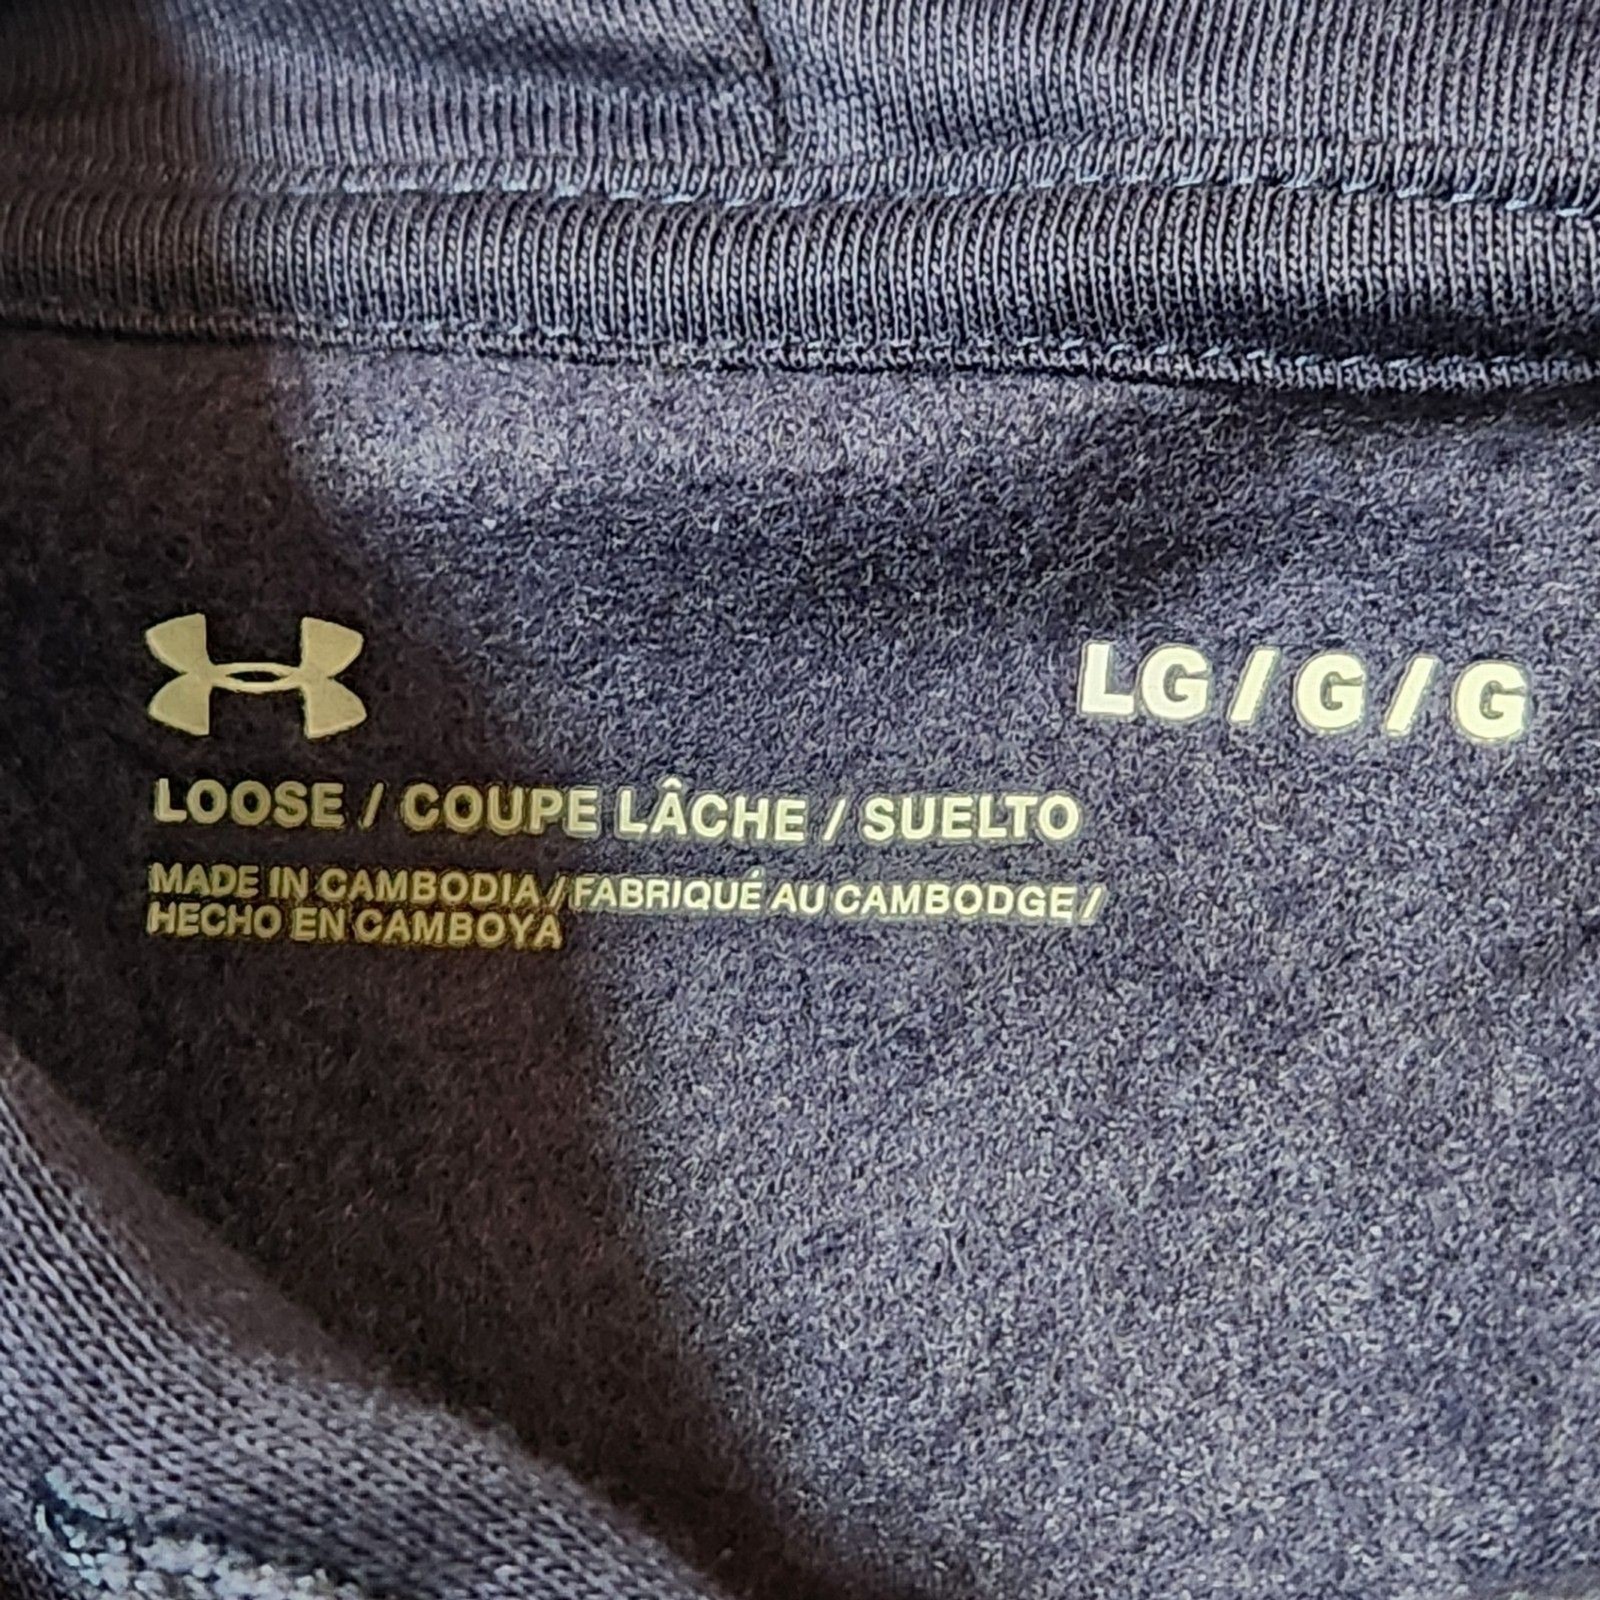 LG / G / G
LOOSE / COUPE LÂCHE / SUELTO
MADE IN CAMBODIA / FABRIQUÉ AU CAMBODGE /
HECHO EN CAMBOYA